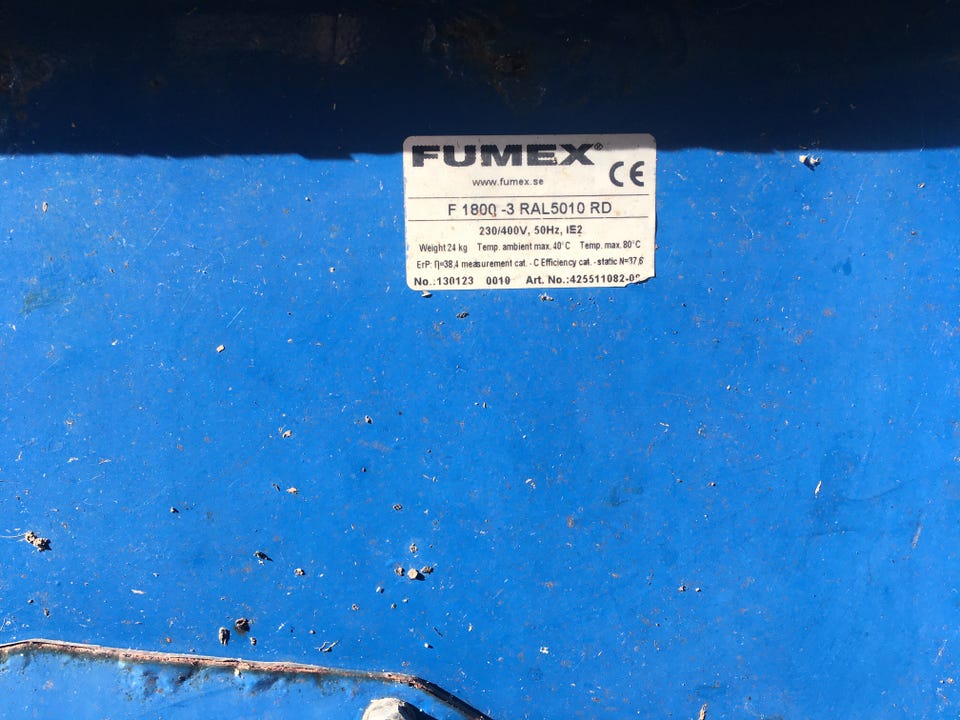 FUMEX®
CE
www.fumex.se
F 1800 -3 RAL5010 RD
230/400V, 50Hz, IE2
Weight 24 kg Temp. ambient max. 40°C Temp. max. 80°C
ErP: η=38,4 measurement cat. - C Efficiency cat. - static N=37,6
No.:130123 0010 Art. No.:425511082-